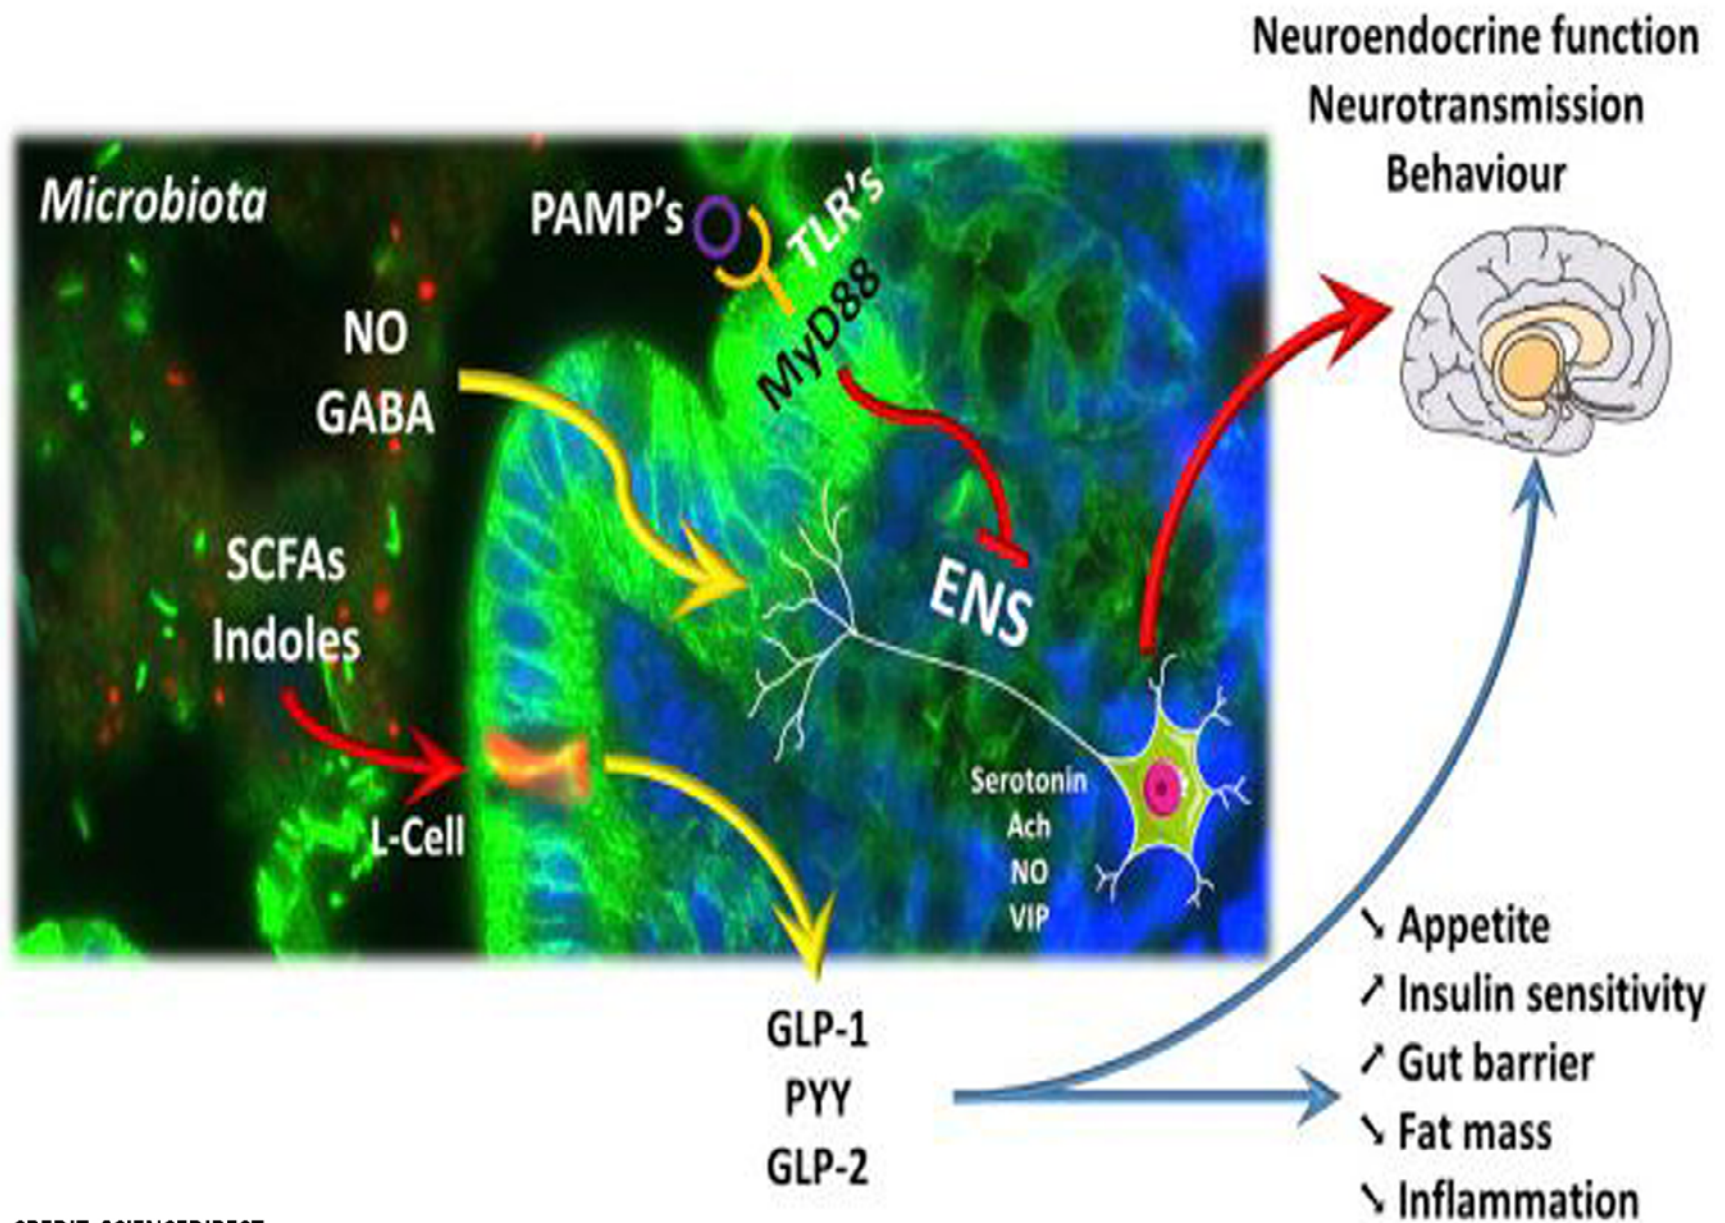 Neuroendocrine function
Neurotransmission
Behaviour
Microbiota
PAMP's
TLR's
MyD88
NO
GABA
SCFAs
Indoles
ENS
L-Cell
Serotonin
Ach
NO
VIP
GLP-1
PYY
GLP-2
↘ Appetite
↗ Insulin sensitivity
↗ Gut barrier
↘ Fat mass
↘ Inflammation